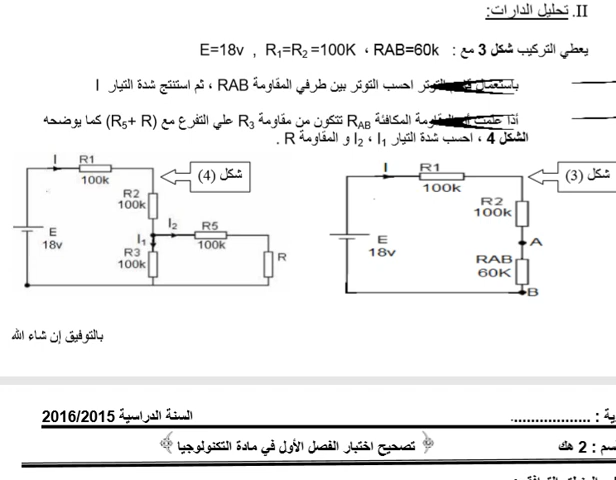 II. تحليل الدارات:
يعطي التركيب شكل 3 مع : E=18v , R₁=R₂=100K ، RAB=60k
باستعمال التوتر احسب التوتر بين طرفي المقاومة RAB ، ثم استنتج شدة التيار I
أذا علمت المكافئة RAB تتكون من مقاومة R₃ علي التفرع مع (R₅+ R) كما يوضحه
الشكل 4 ، احسب شدة التيار I₁ ، I₂ و المقاومة R .
شكل (3)
I
R1
100k
R2
100k
A
E
18v
RAB
60K
B
شكل (4)
I
R1
100k
R2
100k
I₂
R5
100k
I₁
E
18v
R3
100k
R
بالتوفيق إن شاء الله
السنة الدراسية 2016/2015
: 2 هك
تصحيح اختبار الفصل الأول في مادة التكنولوجيا